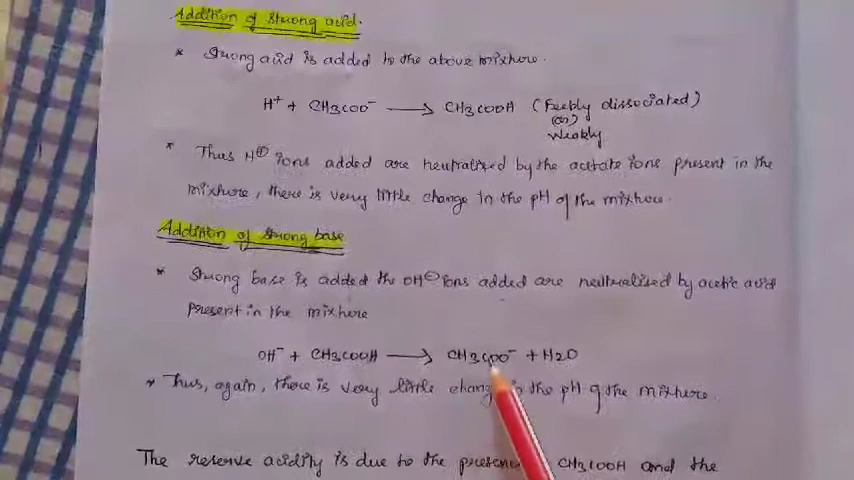 Addition of strong acid.
* Strong acid is added to the above mixture.
H+ + CH3COO- → CH3COOH (Feebly dissociated)
(or)
Weakly
* Thus H⊕ ions added are neutralised by the acetate ions present in the
mixture, there is very little change in the pH of the mixture.
Addition of strong base
* Strong base is added the OH⊖ ions added are neutralised by acetic acid
present in the mixture
OH- + CH3COOH → CH3COO- + H2O
* Thus, again, there is very little change in the pH of the mixture.
The reserve acidity is due to the presence CH3COOH and the